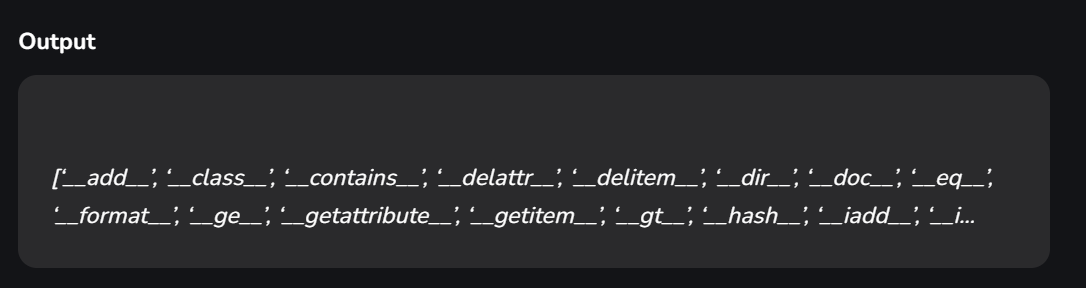 Output
[‘__add__’, ‘__class__’, ‘__contains__’, ‘__delattr__’, ‘__delitem__’, ‘__dir__’, ‘__doc__’, ‘__eq__’,
‘__format__’, ‘__ge__’, ‘__getattribute__’, ‘__getitem__’, ‘__gt__’, ‘__hash__’, ‘__iadd__’, ‘__i...